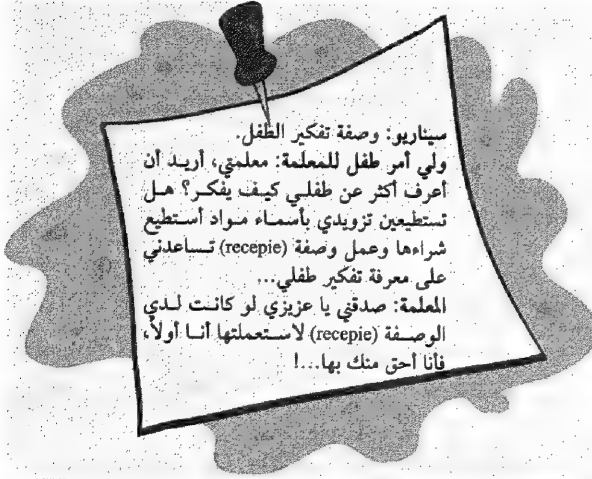 سيناريو: وصفة تفكير الطفل.
ولي أمر طفل للمعلمة: معلمتي، أريد أن
أعرف أكثر عن طفلي كيف يفكر؟ هل
تستطيعين تزويدي بأسماء مواد أستطيع
شراءها وعمل وصفة (recepie) تساعدني
على معرفة تفكير طفلي...
المعلمة: صدقني يا عزيزي لو كانت لدي
الوصفة (recepie) لاستعملتها أنا أولاً،
فأنا أحق منك بها...!